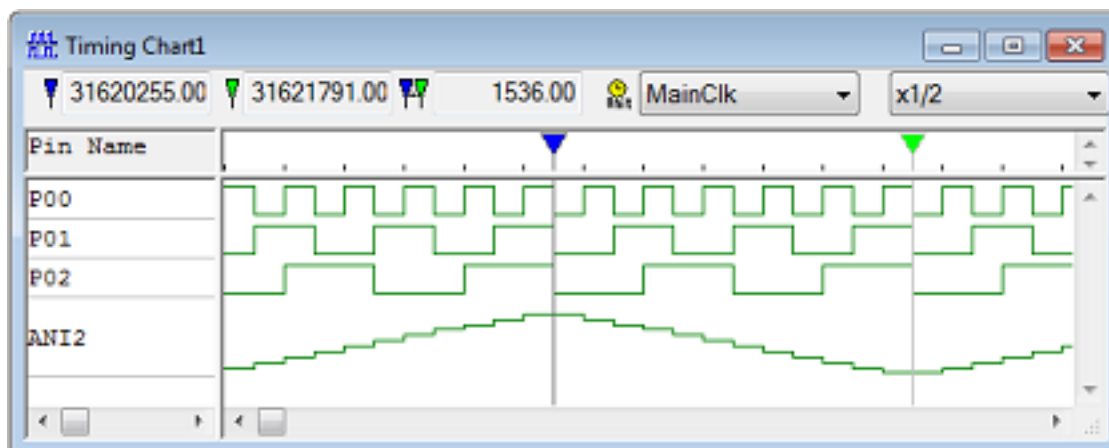 Timing Chart1
31620255.00 31621791.00 1536.00 MainClk x1/2
Pin Name
P00
P01
P02
ANI2